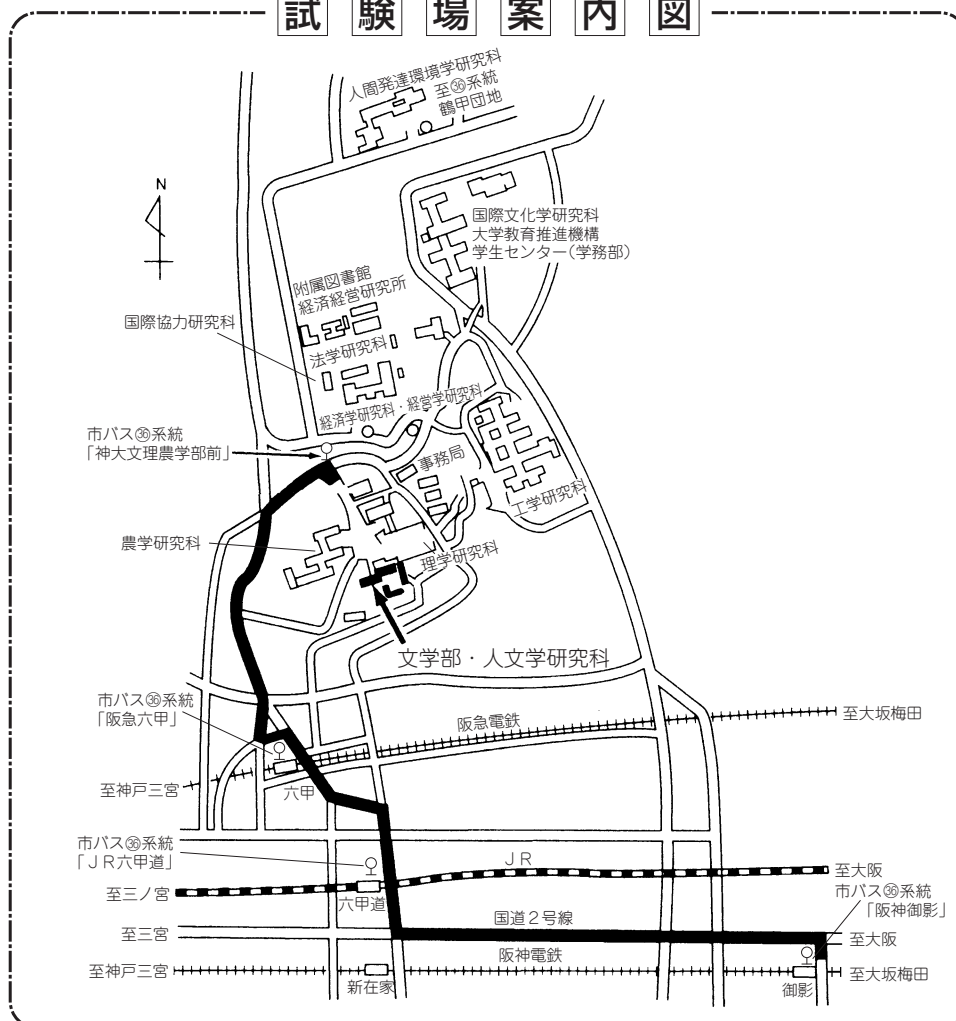 試験場案内図
人間発達環境学研究科
至㊱系統
鶴甲団地
N
国際文化学研究科
大学教育推進機構
学生センター(学務部)
附属図書館
経済経営研究所
国際協力研究科
法学研究科
経済学研究科・経営学研究科
市バス㊱系統
「神大文理農学部前」
事務局
工学研究科
農学研究科
理学研究科
文学部・人文学研究科
市バス㊱系統
「阪急六甲」
阪急電鉄
至大坂梅田
至神戸三宮
六甲
市バス㊱系統
「JR六甲道」
JR
至大阪
至三ノ宮
六甲道
市バス㊱系統
「阪神御影」
国道2号線
至三宮
至大阪
阪神電鉄
至神戸三宮
至大坂梅田
新在家
御影